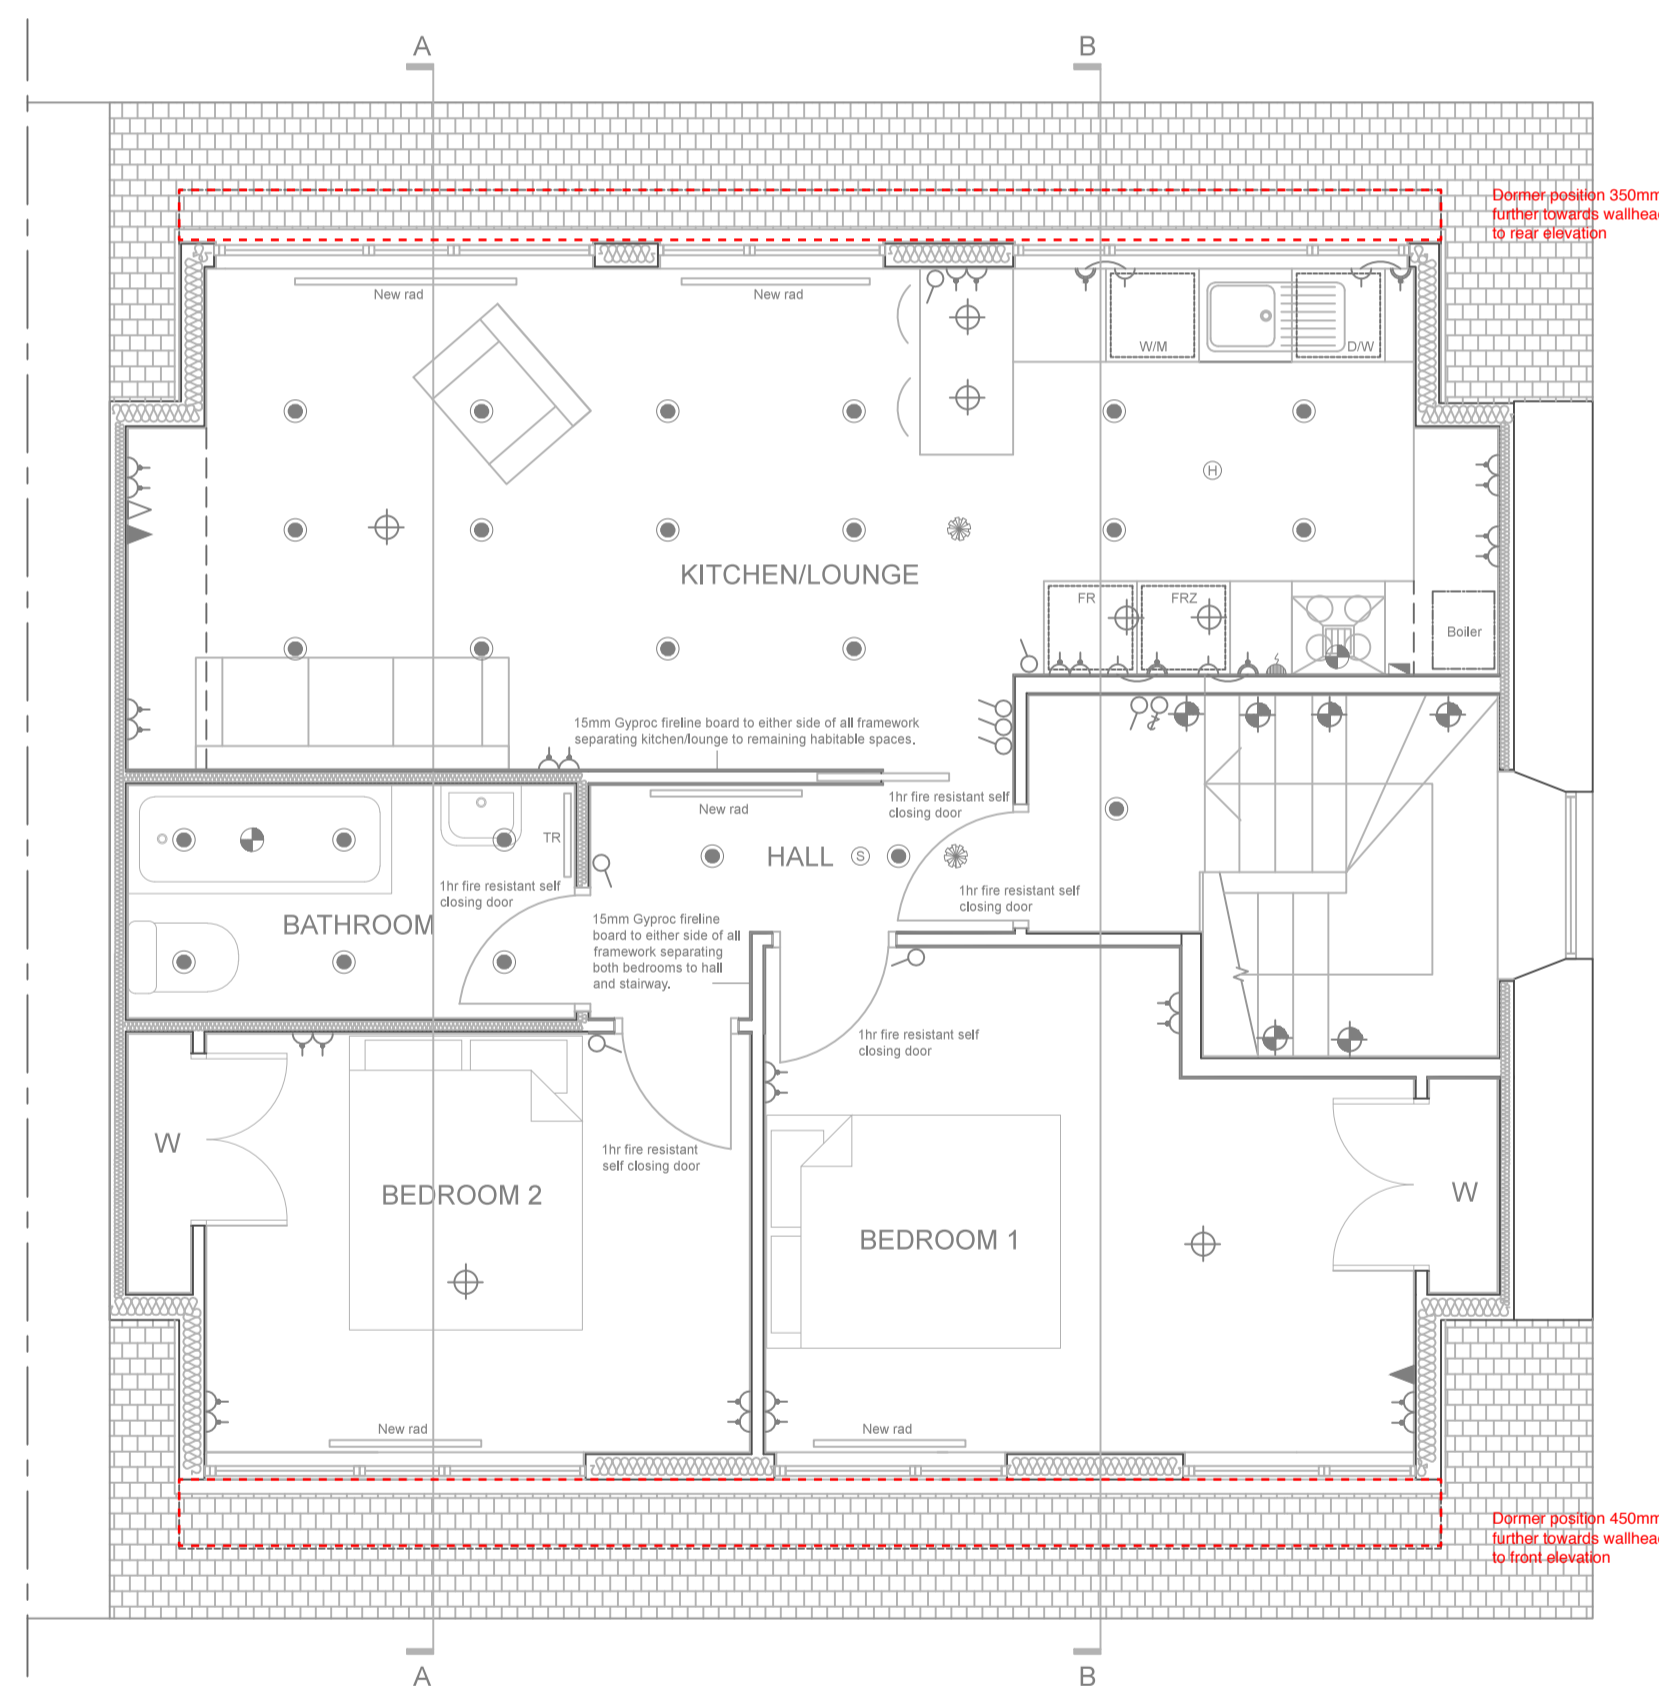 A
B
Dormer position 350mm
further towards
to rear elevation
New rad
New rad
W/M
D/W
H
KITCHEN/LOUNGE
FR
FRZ
Boiler
15mm Gyproc fireline board to either side of all framework
separating kitchen/lounge to remaining habitable spaces.
New rad
1hr fire resistant self
closing door
TR
HALL
S
1hr fire resistant self
closing door
1hr fire resistant self
closing door
BATHROOM
15mm Gyproc fireline
board to either side of all
framework separating
both bedrooms to hall
and stairway.
1hr fire resistant self
closing door
W
1hr fire resistant
self closing door
BEDROOM 2
BEDROOM 1
W
New rad
New rad
Dormer position 450mm
further towards
to front elevation
A
B